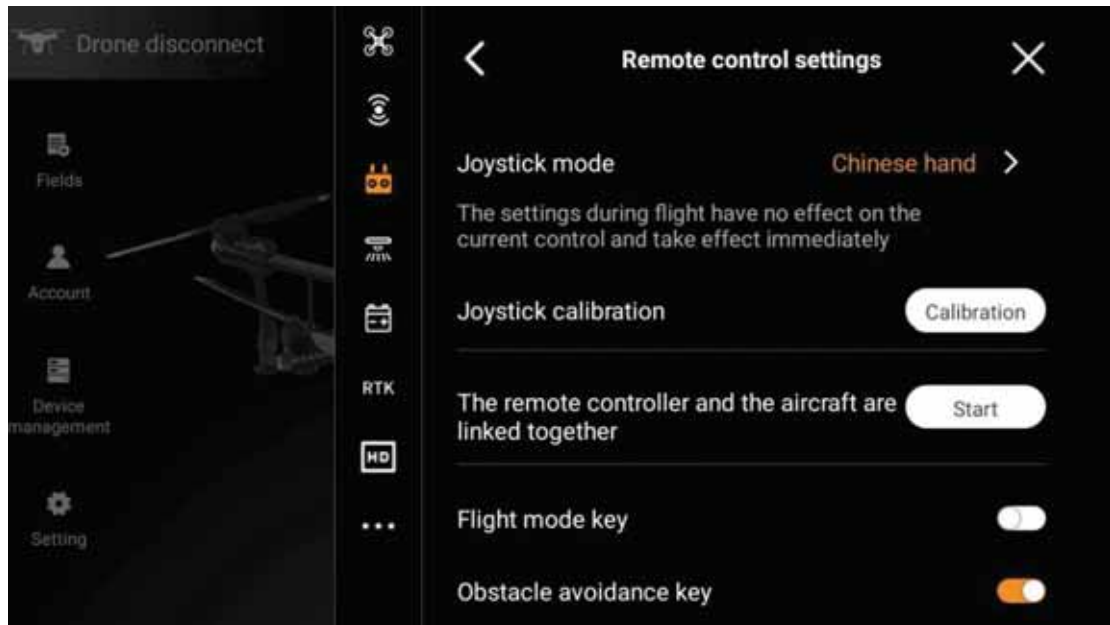 Drone disconnect
Fields
Account
Device
management
Setting
RTK
HD
Remote control settings
Joystick mode
Chinese hand
The settings during flight have no effect on the
current control and take effect immediately
Joystick calibration
Calibration
The remote controller and the aircraft are
linked together
Start
Flight mode key
Obstacle avoidance key